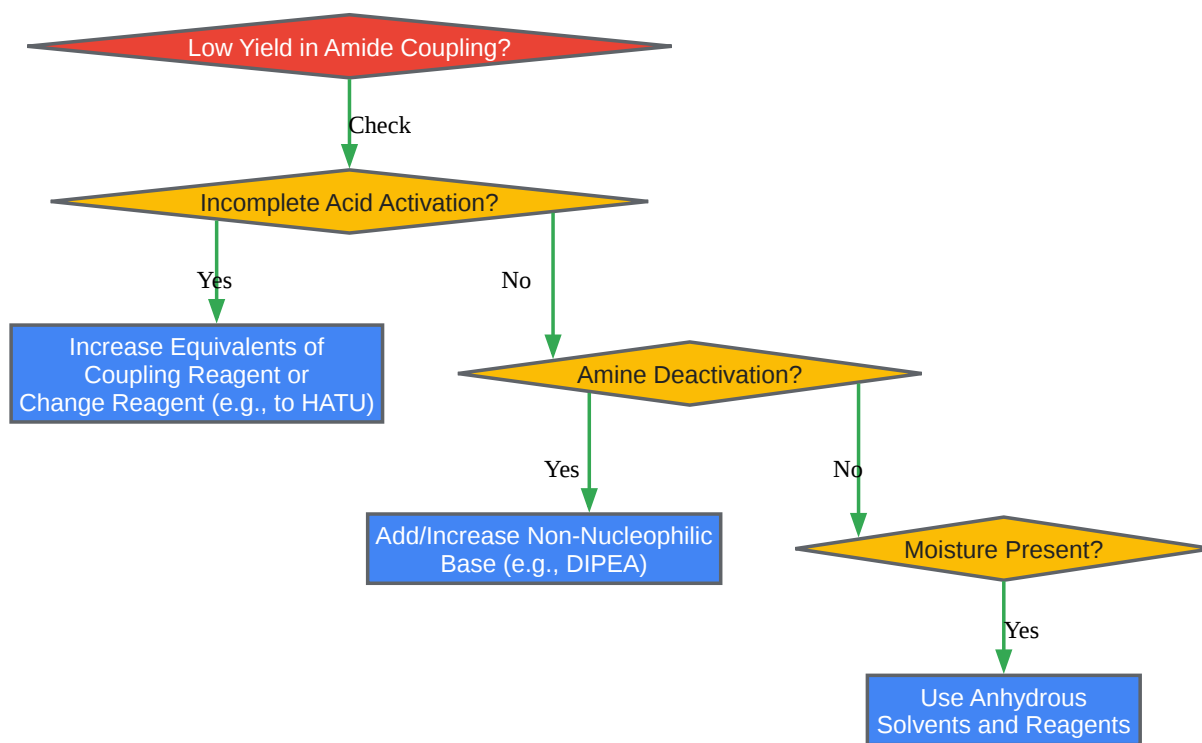 Low Yield in Amide Coupling?
Check
Incomplete Acid Activation?
Yes
No
Increase Equivalents of
Coupling Reagent or
Change Reagent (e.g., to HATU)
Amine Deactivation?
Yes
No
Add/Increase Non-Nucleophilic
Base (e.g., DIPEA)
Moisture Present?
Yes
Use Anhydrous
Solvents and Reagents